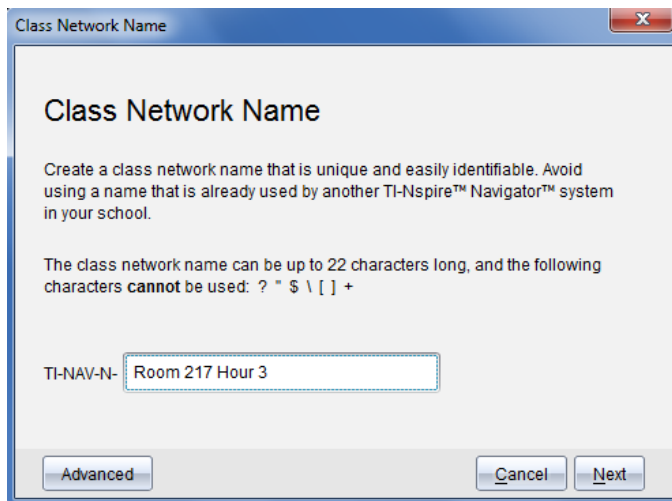 Class Network Name
Class Network Name
Create a class network name that is unique and easily identifiable. Avoid
using a name that is already used by another TI-Nspire™ Navigator™ system
in your school.
The class network name can be up to 22 characters long, and the following
characters cannot be used: ? " $ \ [ ] +
TI-NAV-N- Room 217 Hour 3
Advanced Cancel Next